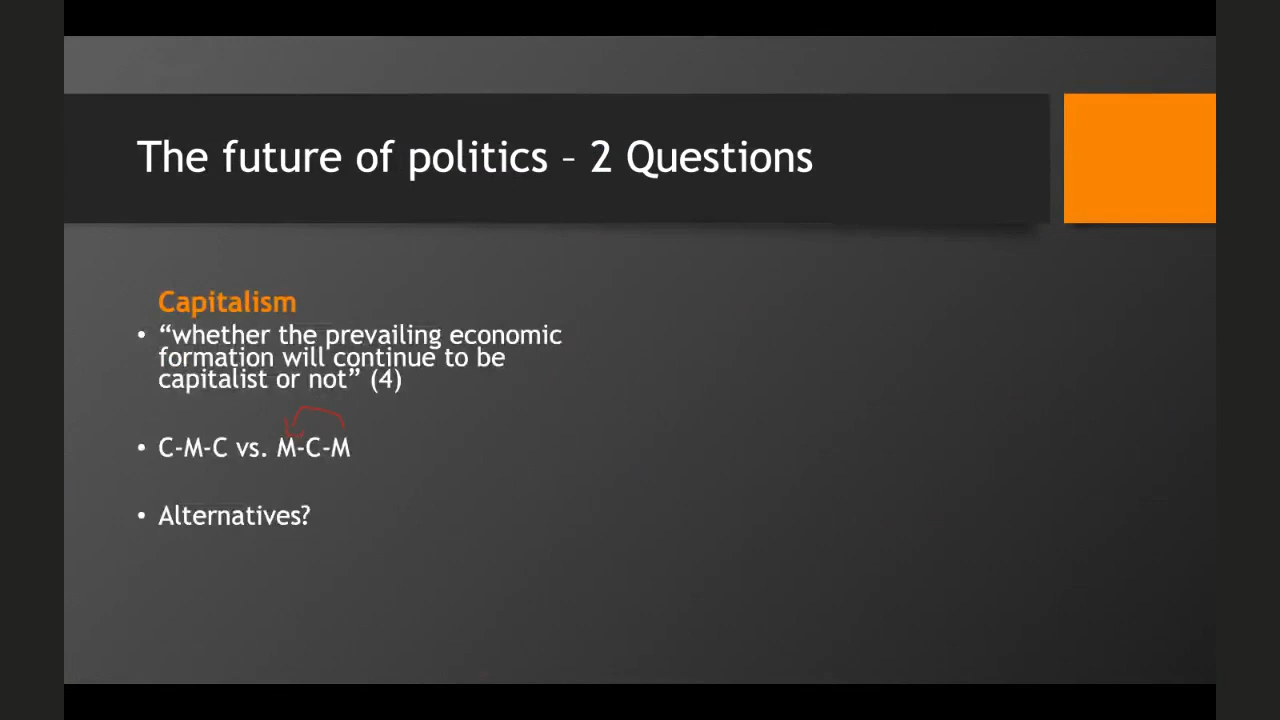 The future of politics – 2 Questions
Capitalism
• “whether the prevailing economic
formation will continue to be
capitalist or not” (4)
• C-M-C vs. M-C-M
• Alternatives?